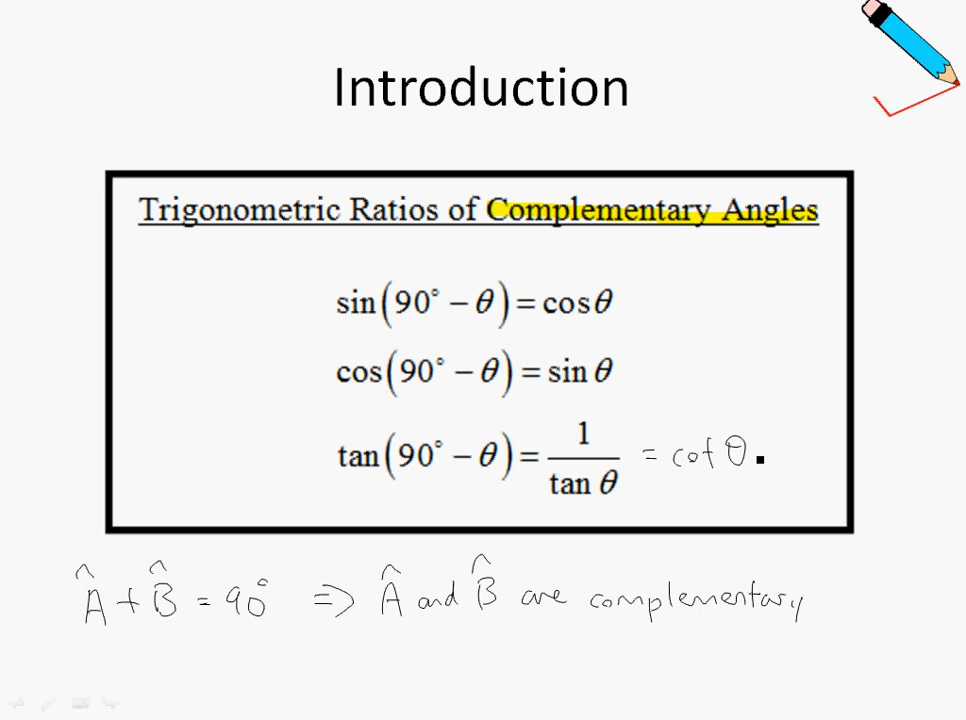 Introduction
Trigonometric Ratios of Complementary Angles
sin(90° − θ) = cos θ
cos(90° − θ) = sin θ
tan(90° − θ) = 1 / tan θ = cot θ.
Â + B̂ = 90° ⇒ Â and B̂ are complementary